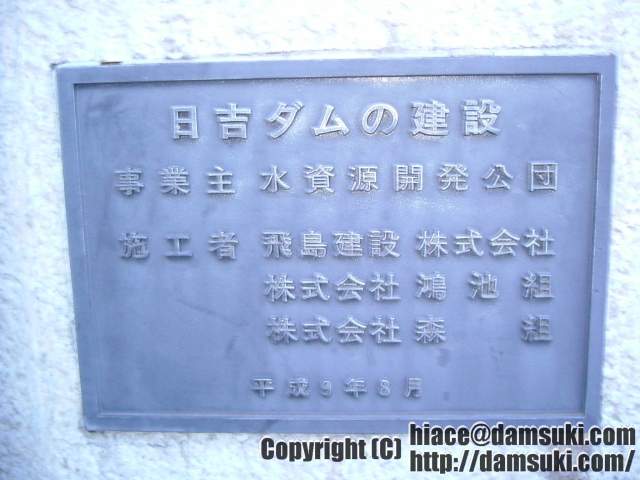 日吉ダムの建設
事業主 水資源開発公団
施工者 飛島建設 株式会社
株式会社 鴻池組
株式会社 森 組
平成9年8月
Copyright (C) hiace@damsuki.com
http://damsuki.com/